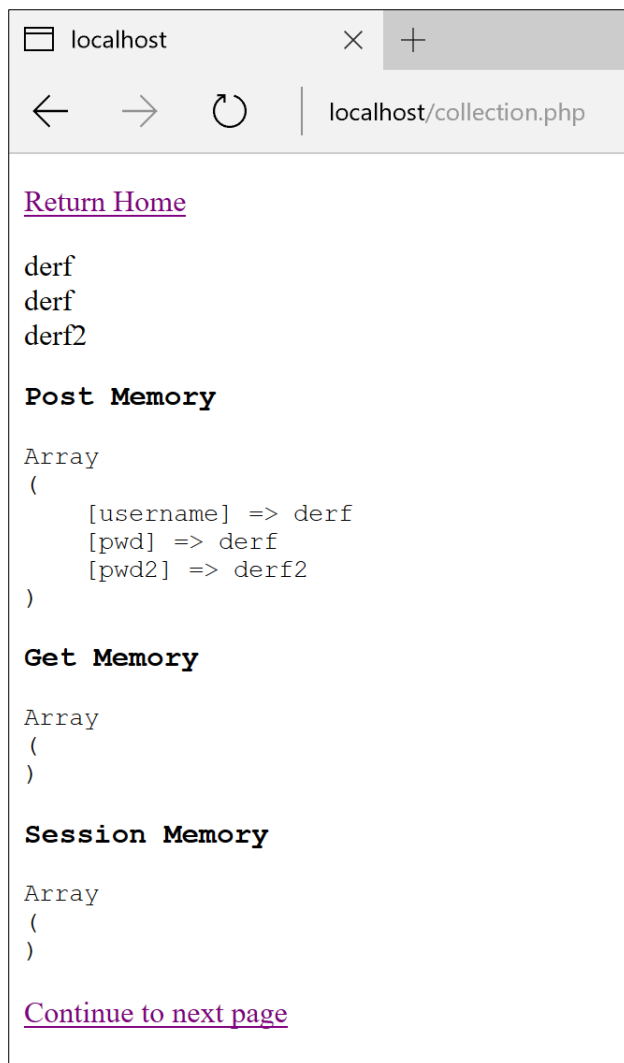 localhost
localhost/collection.php
Return Home
derf
derf
derf2
Post Memory
Array
(
[username] => derf
[pwd] => derf
[pwd2] => derf2
)
Get Memory
Array
(
)
Session Memory
Array
(
)
Continue to next page